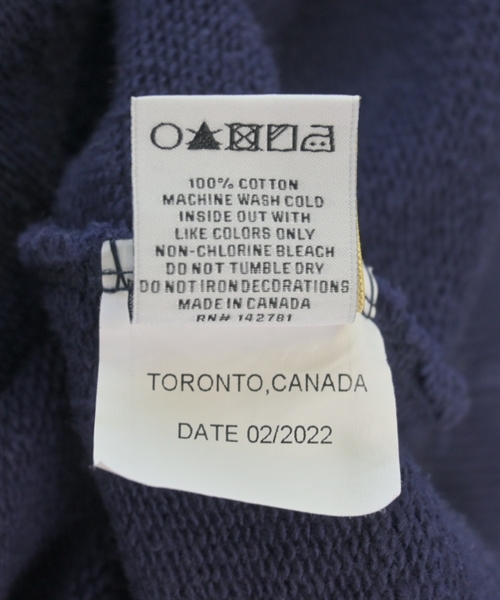 100% COTTON
MACHINE WASH COLD
INSIDE OUT WITH
LIKE COLORS ONLY
NON-CHLORINE BLEACH
DO NOT TUMBLE DRY
DO NOT IRON DECORATIONS
MADE IN CANADA
RN# 142781
TORONTO,CANADA
DATE 02/2022